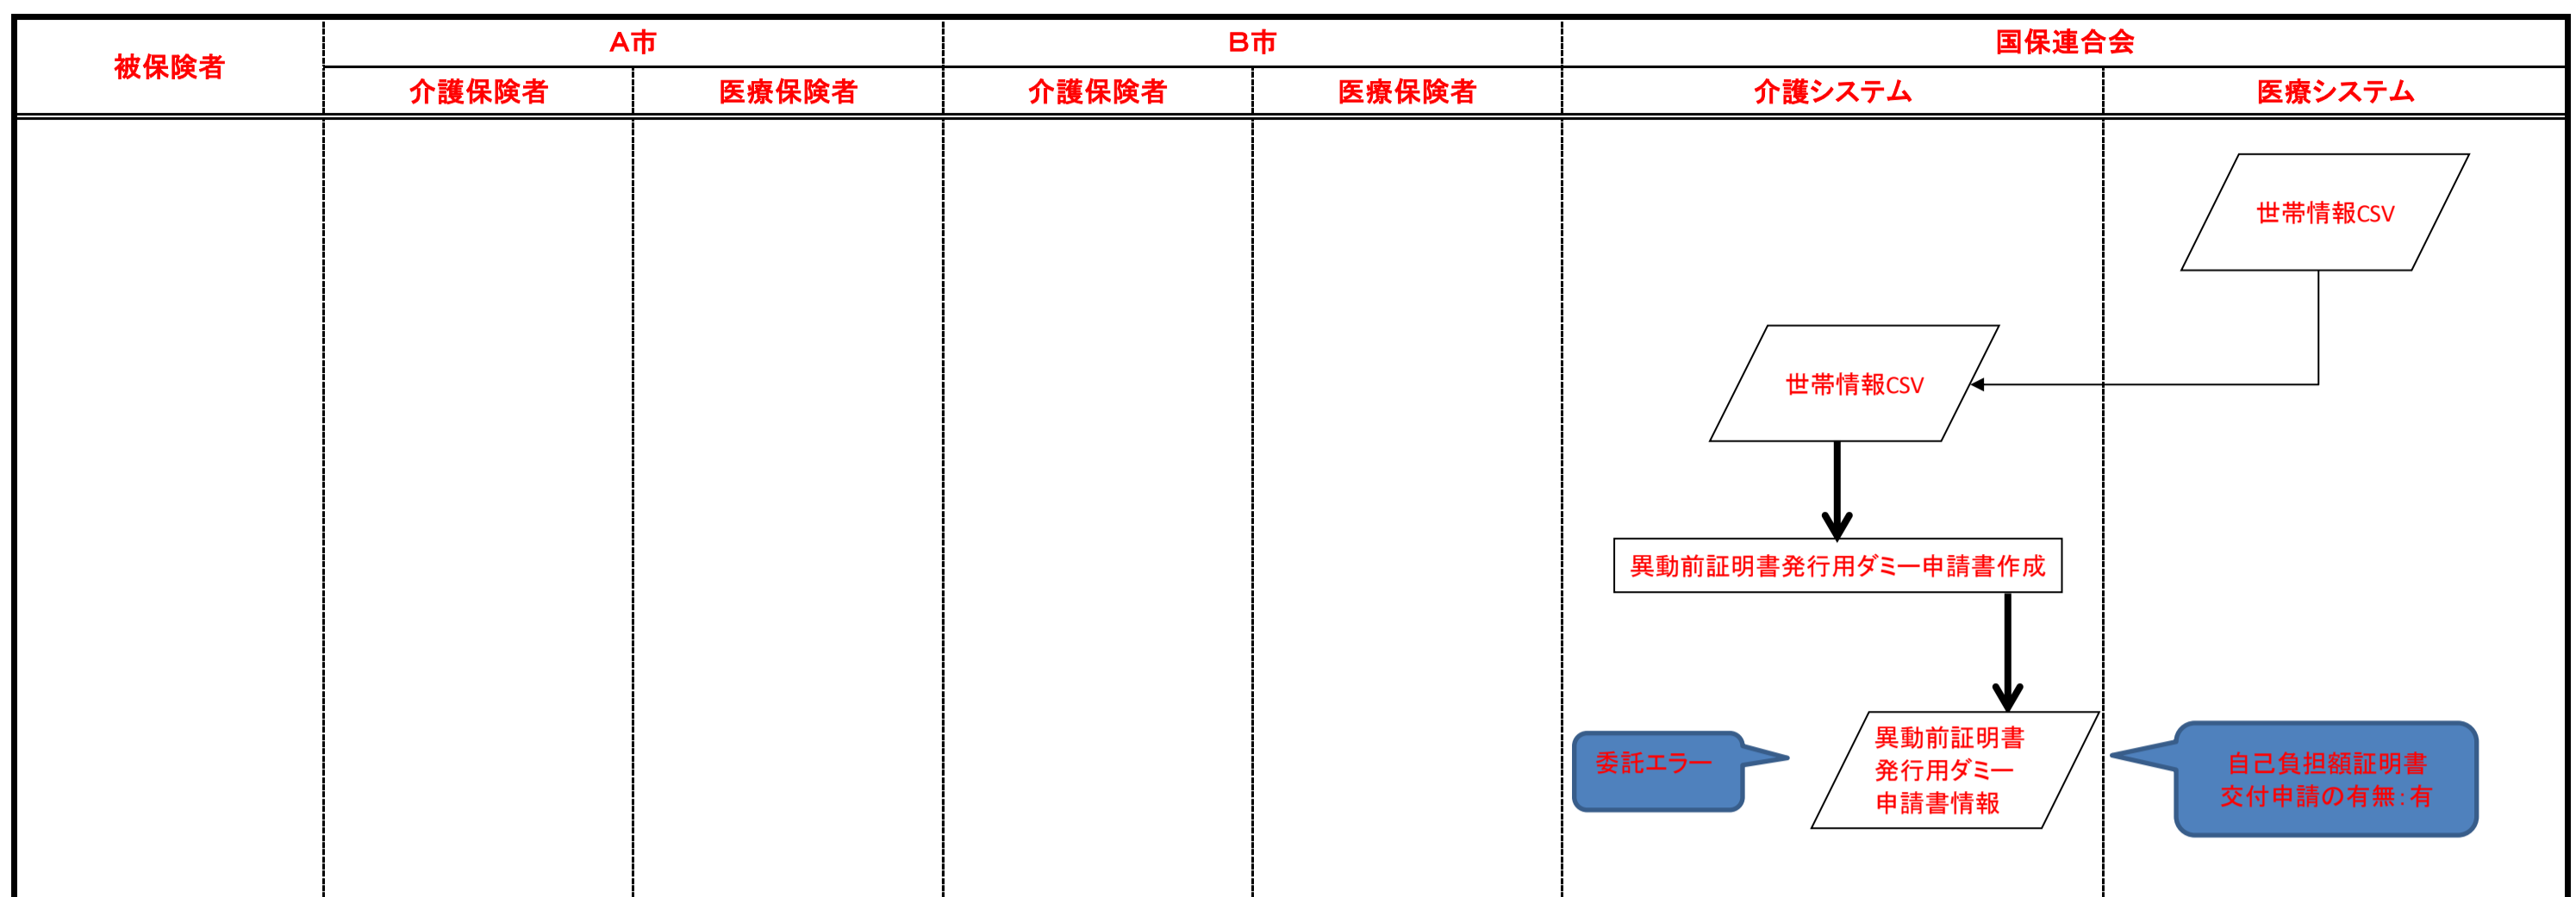 被保険者
A市
B市
国保連合会
介護保険者
医療保険者
介護保険者
医療保険者
介護システム
医療システム
世帯情報CSV
世帯情報CSV
異動前証明書発行用ダミー申請書作成
異動前証明書
発行用ダミー
申請書情報
委託エラー
自己負担額証明書
交付申請の有無:有